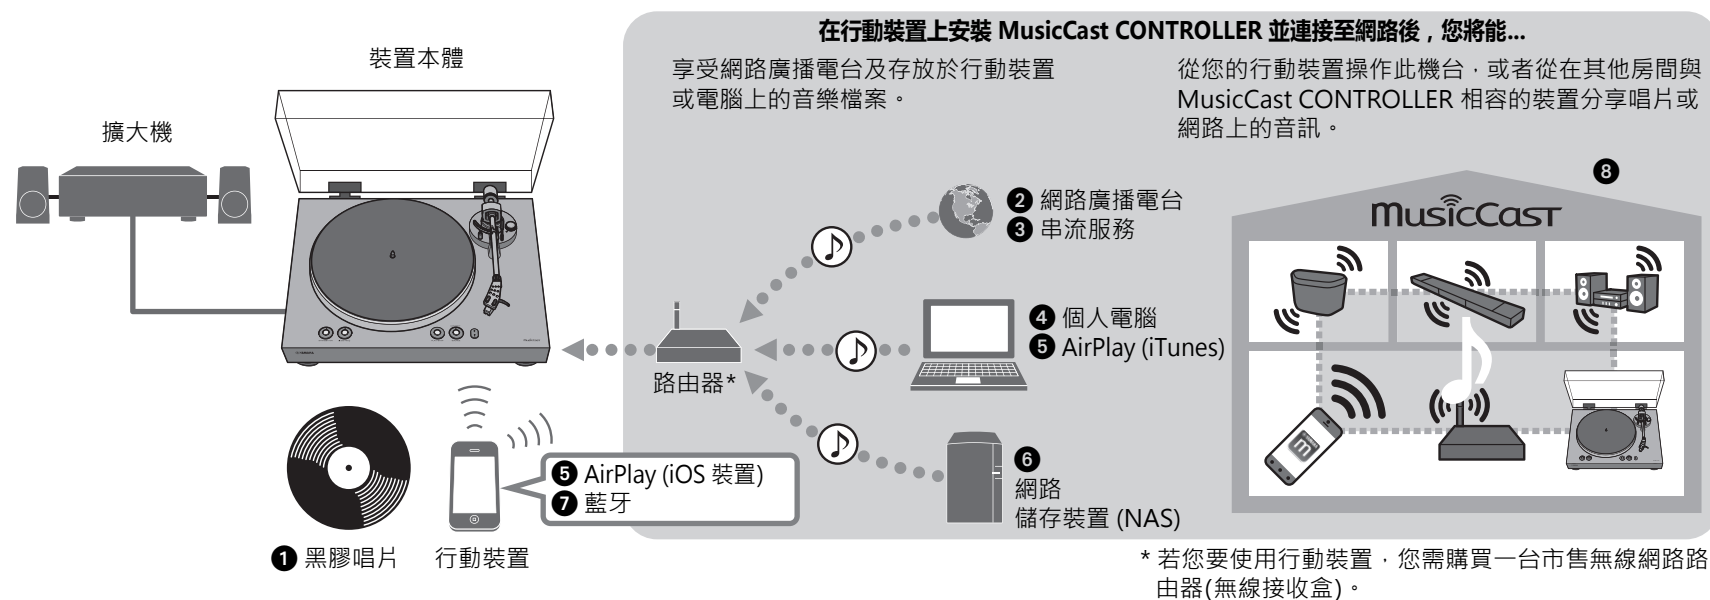 在行動裝置上安裝 MusicCast CONTROLLER 並連接至網路後，您將能...
享受網路廣播電台及存放於行動裝置
或電腦上的音樂檔案。
從您的行動裝置操作此機台，或者從在其他房間與
MusicCast CONTROLLER 相容的裝置分享唱片或
網路上的音訊。
裝置本體
擴大機
❷ 網路廣播電台
❸ 串流服務
❹ 個人電腦
❺ AirPlay (iTunes)
路由器*
❻
網路
儲存裝置 (NAS)
❺ AirPlay (iOS 裝置)
❼ 藍牙
❶ 黑膠唱片
行動裝置
❽
MusicCast
* 若您要使用行動裝置，您需購買一台市售無線網路路
由器(無線接收盒)。